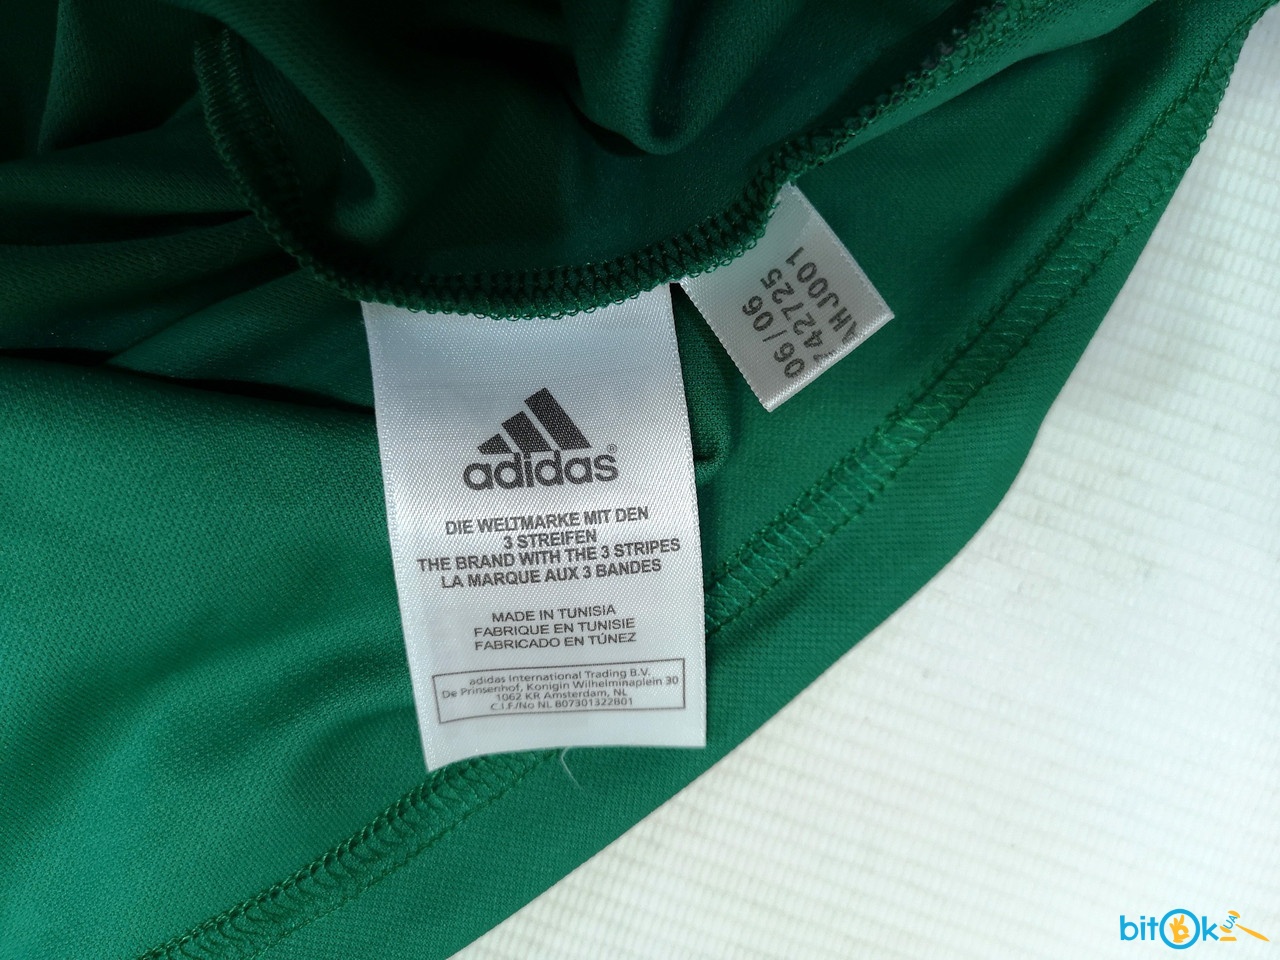 adidas®
DIE WELTMARKE MIT DEN
3 STREIFEN
THE BRAND WITH THE 3 STRIPES
LA MARQUE AUX 3 BANDES
MADE IN TUNISIA
FABRIQUE EN TUNISIE
FABRICADO EN TÚNEZ
adidas International Trading B.V.
De Prinsenhof, Konigin Wilhelminaplein 30
1062 KR Amsterdam, NL
C.I.F./No NL 807301322B01
06/06
742725
AHJ001
bitOk
UA